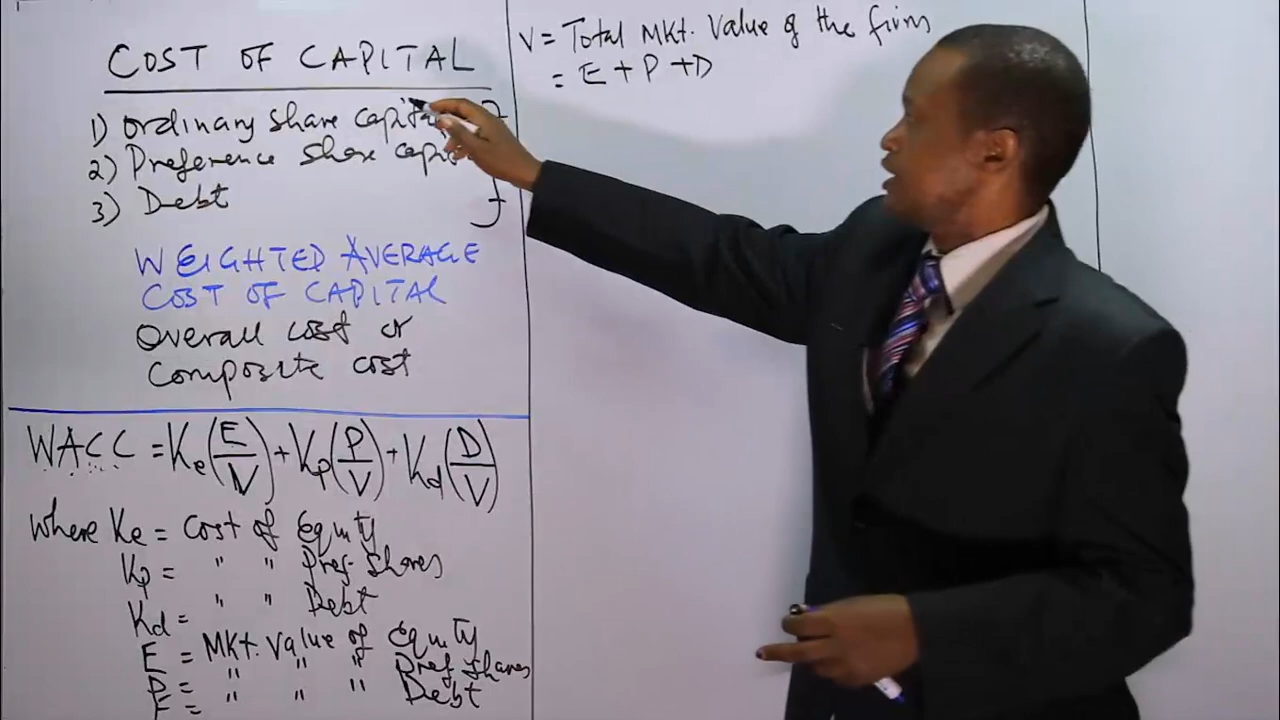 COST OF CAPITAL
1) ordinary share capital
2) Preference share
3) Debt
WEIGHTED AVERAGE
COST OF CAPITAL
Overall cost or
composite cost
WACC = Ke(E/V) + Kp(P/V) + Kd(D/V)
where Ke = cost of Equity
Kp = " " Pref. shares
Kd = " " Debt
E = Mkt. value of Equity
P = " " " Pref shares
F = " " " Debt
V = Total Mkt. Value of the firm
= E + P + D